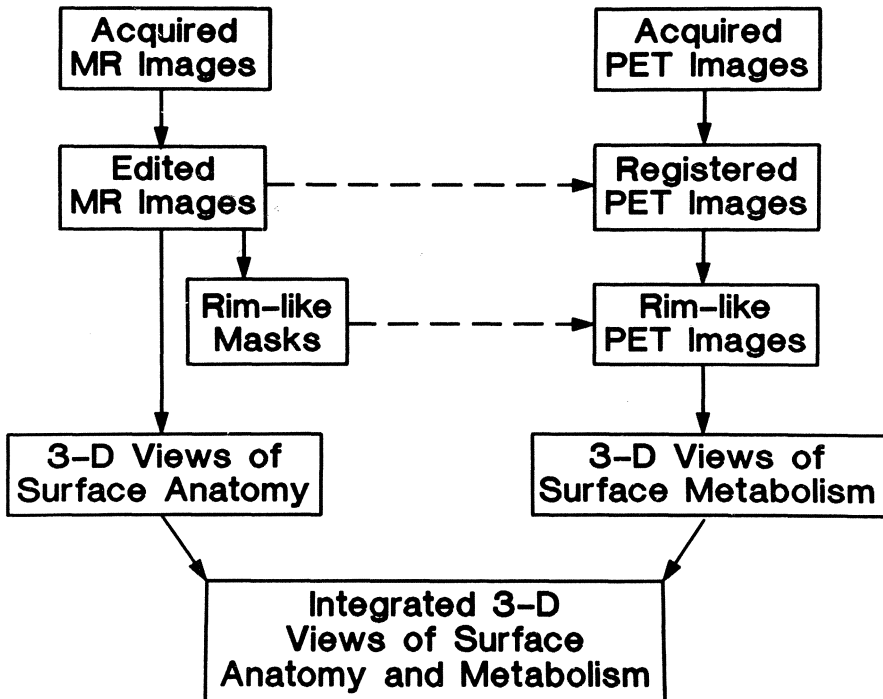 Acquired
MR Images
Acquired
PET Images
Edited
MR Images
Registered
PET Images
Rim-like
Masks
Rim-like
PET Images
3-D Views of
Surface Anatomy
3-D Views of
Surface Metabolism
Integrated 3-D
Views of Surface
Anatomy and Metabolism